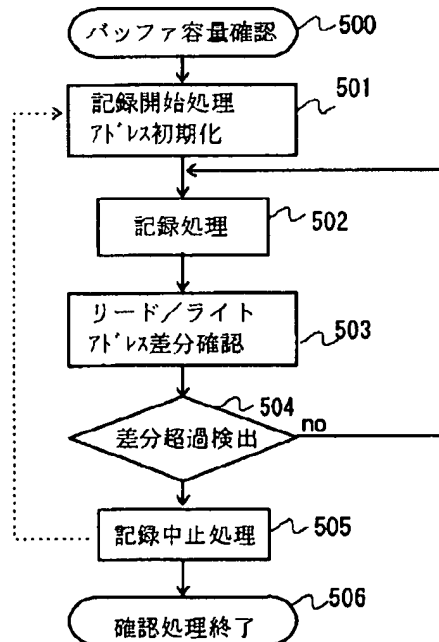 バッファ容量確認
500
記録開始処理
アドレス初期化
501
記録処理
502
リード／ライト
アドレス差分確認
503
504
差分超過検出
no
記録中止処理
505
506
確認処理終了